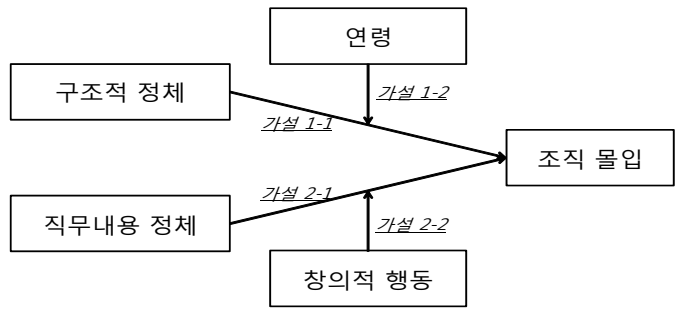 연령
구조적 정체
가설 1-2
가설 1-1
조직 몰입
가설 2-1
직무내용 정체
가설 2-2
창의적 행동